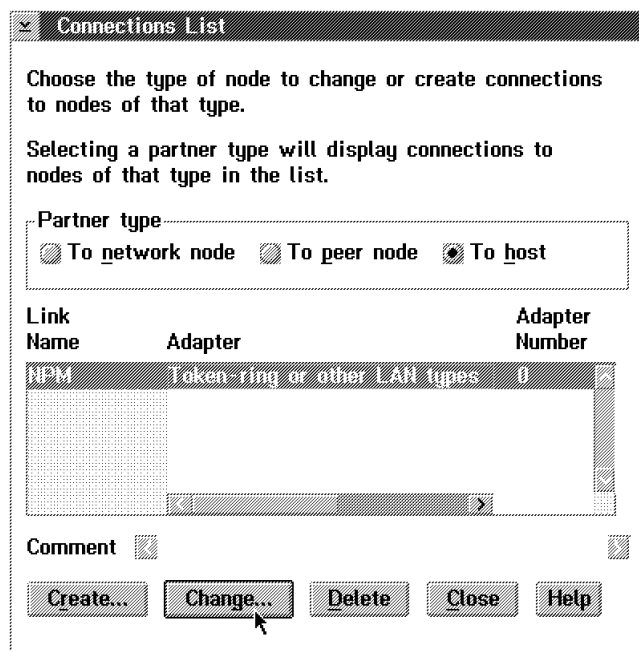 Connections List
Choose the type of node to change or create connections
to nodes of that type.
Selecting a partner type will display connections to
nodes of that type in the list.
Partner type
To network node To peer node To host
Link Adapter
Name Adapter Number
NPM Token-ring or other LAN types 0
Comment
Create... Change... Delete Close Help